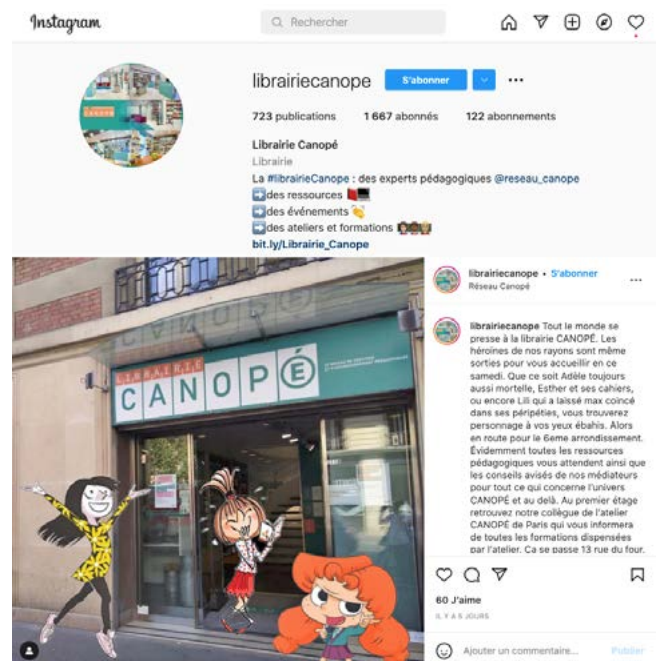 Instagram
Rechercher
librairiecanope S'abonner
723 publications 1 667 abonnés 122 abonnements
Librairie Canopé
Librairie
La #librairieCanope : des experts pédagogiques @reseau_canope
➡️des ressources
➡️des événements
➡️des ateliers et formations
bit.ly/Librairie_Canope
LIBRAIRIE
CANOPÉ
librairiecanope • S'abonner
Réseau Canopé
librairiecanope Tout le monde se
presse à la librairie CANOPÉ. Les
héroïnes de nos rayons sont même
sorties pour vous accueillir en ce
samedi. Que ce soit Adèle toujours
aussi mortelle, Esther et ses cahiers,
ou encore Lili qui a laissé max coincé
dans ses péripéties, vous trouverez
personnage à vos yeux ébahis. Alors
en route pour le 6eme arrondissement.
Évidemment toutes les ressources
pédagogiques vous attendent ainsi que
les conseils avisés de nos médiateurs
pour tout ce qui concerne l'univers
CANOPÉ et au delà. Au premier étage
retrouvez notre collègue de l'atelier
CANOPÉ de Paris qui vous informera
de toutes les formations dispensées
par l'atelier. Ca se passe 13 rue du four.
60 J'aime
IL Y A 5 JOURS
Ajouter un commentaire... Publier